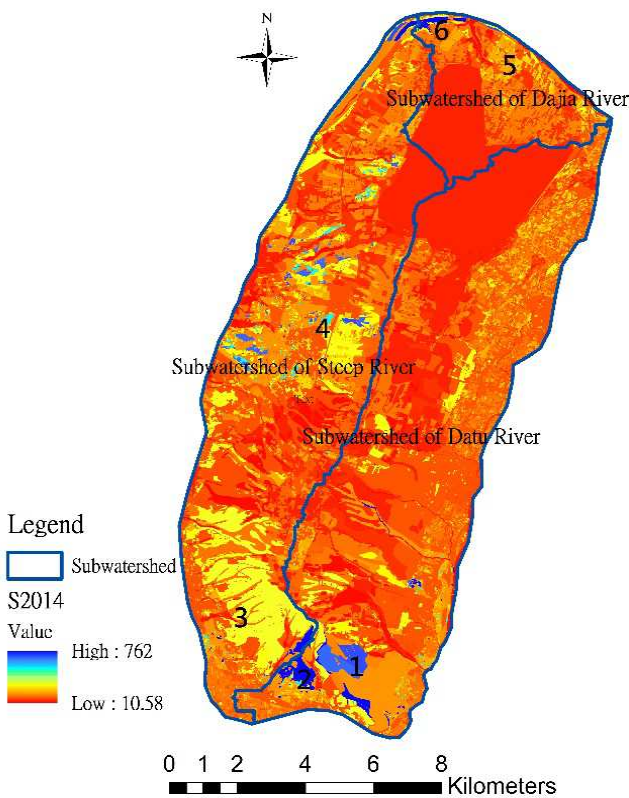 N
6
5
Subwatershed of Dajia River
4
Subwatershed of Steep River
Subwatershed of Datu River
Legend
Subwatershed
S2014
Value
High : 762
Low : 10.58
3
1
2
0 1 2 4 6 8
Kilometers